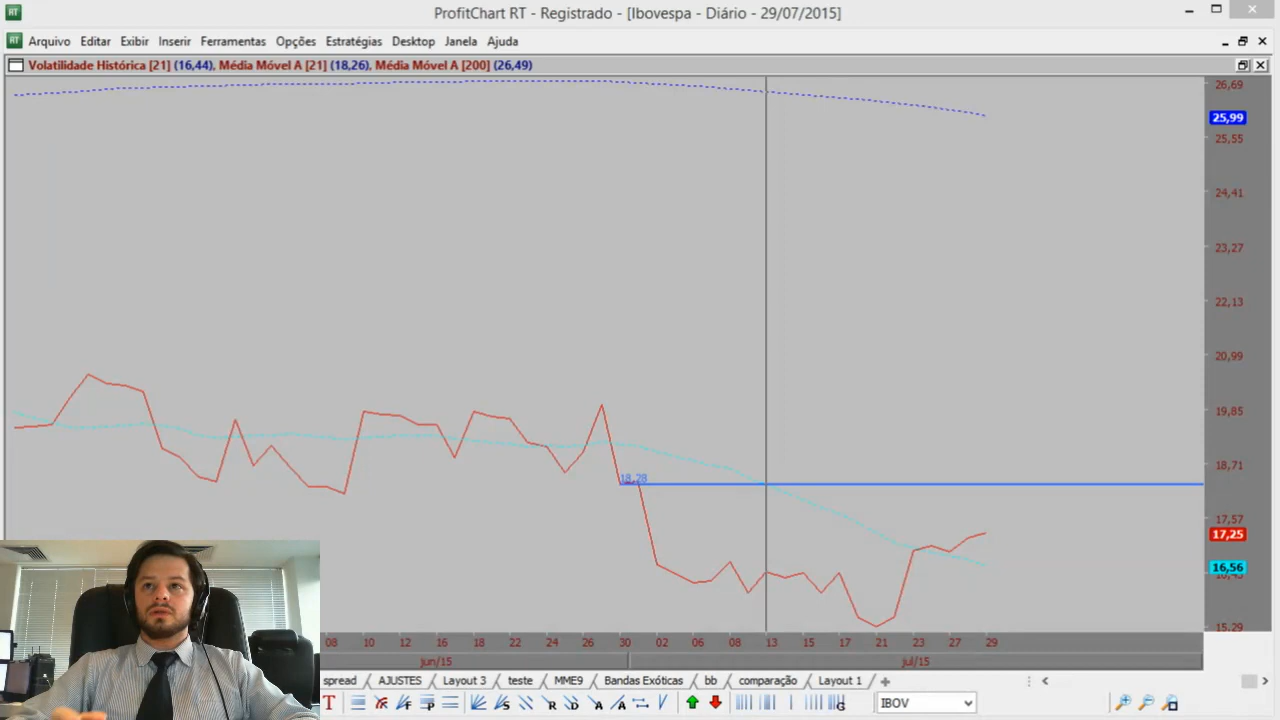 ProfitChart RT - Registrado - [Ibovespa - Diário - 29/07/2015]
RT Arquivo Editar Exibir Inserir Ferramentas Opções Estratégias Desktop Janela Ajuda
Volatilidade Histórica [21] (16,44), Média Móvel A [21] (18,26), Média Móvel A [200] (26,49)
26,69
25,99
25,55
24,41
23,27
22,13
20,99
19,85
18,71
18,28
17,57
17,25
16,56
15,29
08 10 12 16 18 22 24 26 30 02 06 08 13 15 17 21 23 27 29
jun/15 jul/15
spread AJUSTES Layout 3 teste MME9 Bandas Exóticas bb comparação Layout 1
IBOV